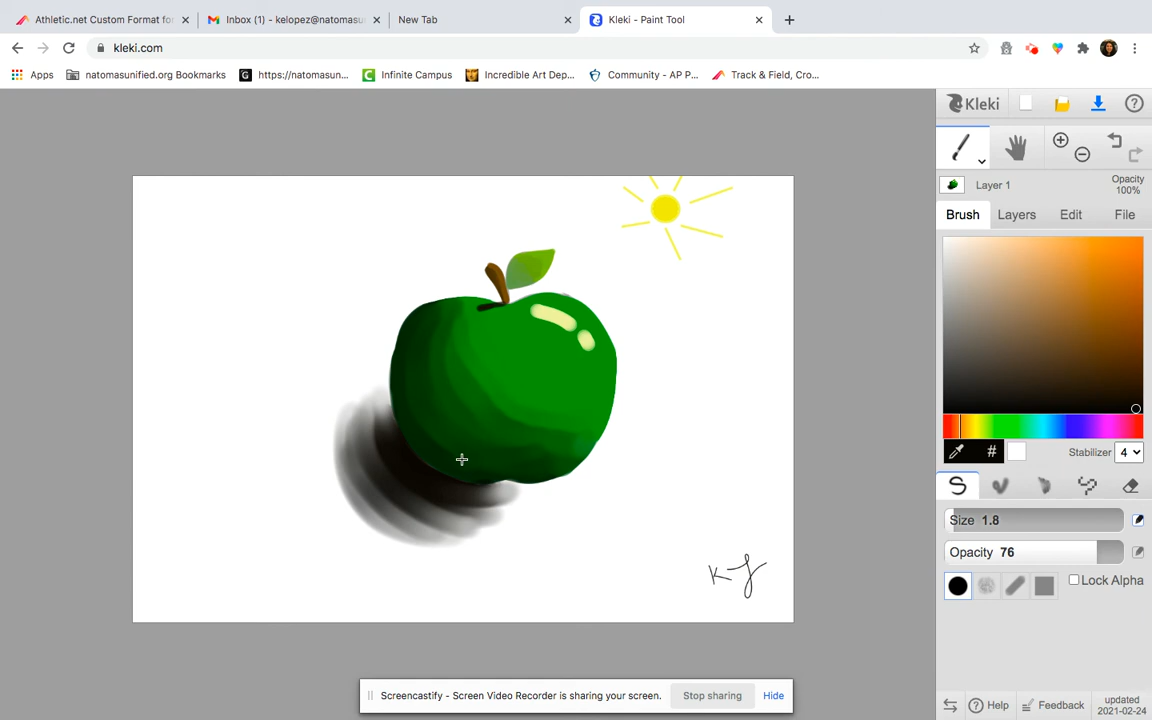 Athletic.net Custom Format for
Inbox (1) - kelopez@natomasu
New Tab
Kleki - Paint Tool
kleki.com
Apps
natomasunified.org Bookmarks
https://natomasun...
Infinite Campus
Incredible Art Dep...
Community - AP P...
Track & Field, Cro...
Kleki
Layer 1
Opacity
100%
Brush
Layers
Edit
File
Stabilizer 4
Size 1.8
Opacity 76
Lock Alpha
Screencastify - Screen Video Recorder is sharing your screen.
Stop sharing
Hide
Help
Feedback
updated
2021-02-24